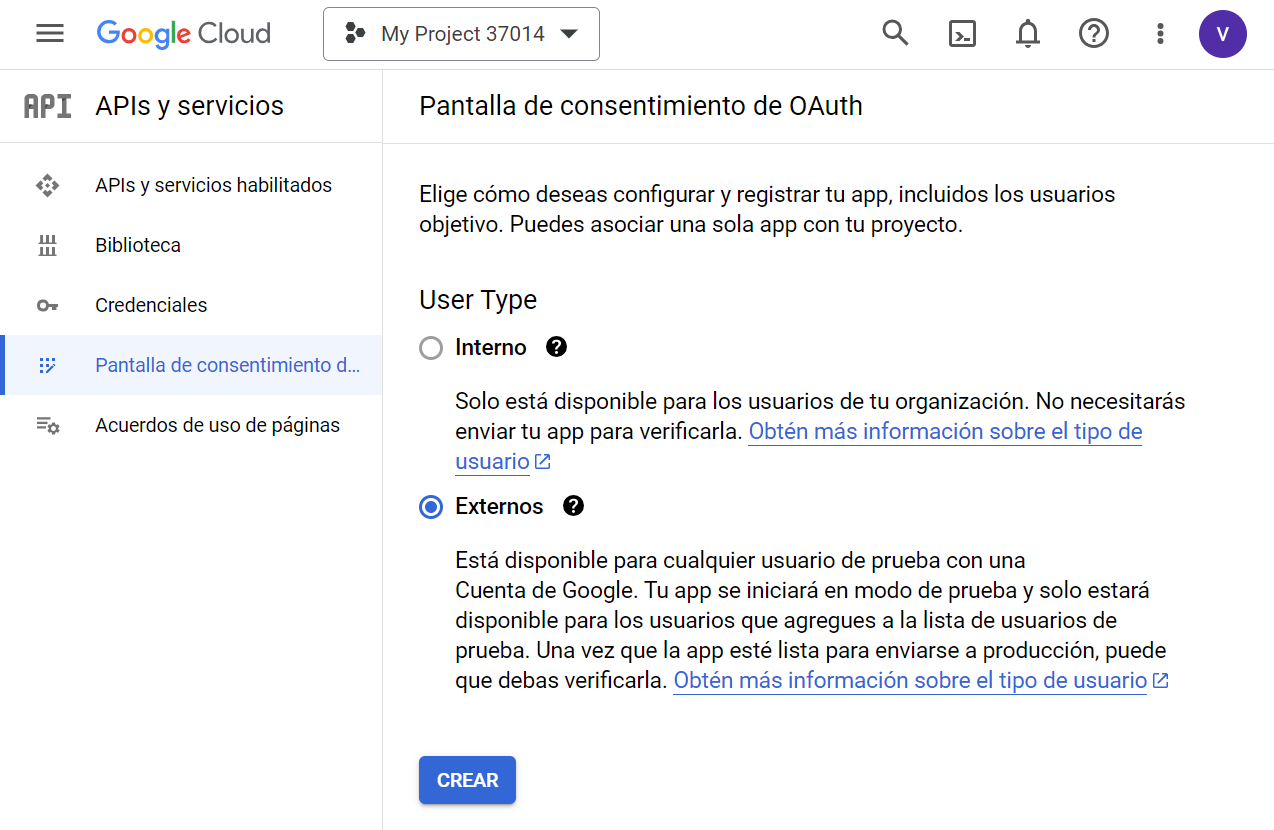 Google Cloud
My Project 37014
V
API
APIs y servicios
Pantalla de consentimiento de OAuth
APIs y servicios habilitados
Biblioteca
Credenciales
Pantalla de consentimiento d...
Acuerdos de uso de páginas
Elige cómo deseas configurar y registrar tu app, incluidos los usuarios
objetivo. Puedes asociar una sola app con tu proyecto.
User Type
Interno
Solo está disponible para los usuarios de tu organización. No necesitarás
enviar tu app para verificarla. Obtén más información sobre el tipo de
usuario
Externos
Está disponible para cualquier usuario de prueba con una
Cuenta de Google. Tu app se iniciará en modo de prueba y solo estará
disponible para los usuarios que agregues a la lista de usuarios de
prueba. Una vez que la app esté lista para enviarse a producción, puede
que debas verificarla. Obtén más información sobre el tipo de usuario
CREAR